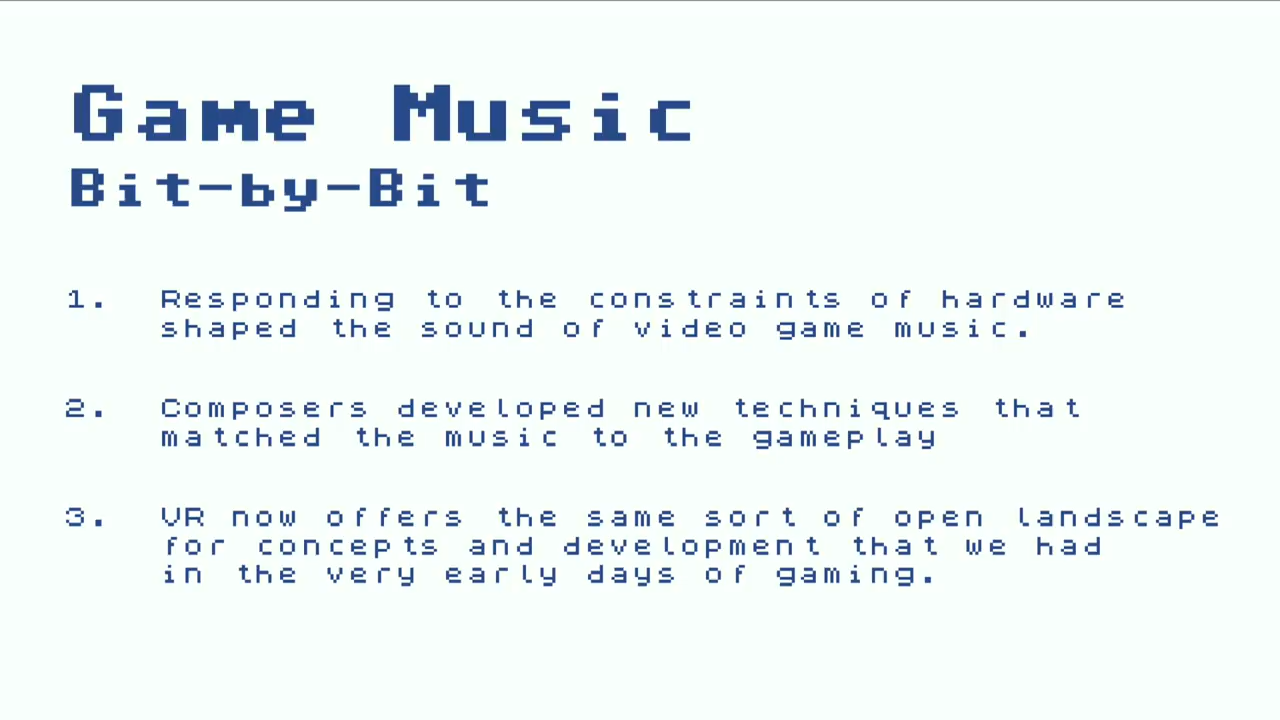 Game Music
Bit-by-Bit
1. Responding to the constraints of hardware
shaped the sound of video game music.
2. Composers developed new techniques that
matched the music to the gameplay
3. VR now offers the same sort of open landscape
for concepts and development that we had
in the very early days of gaming.